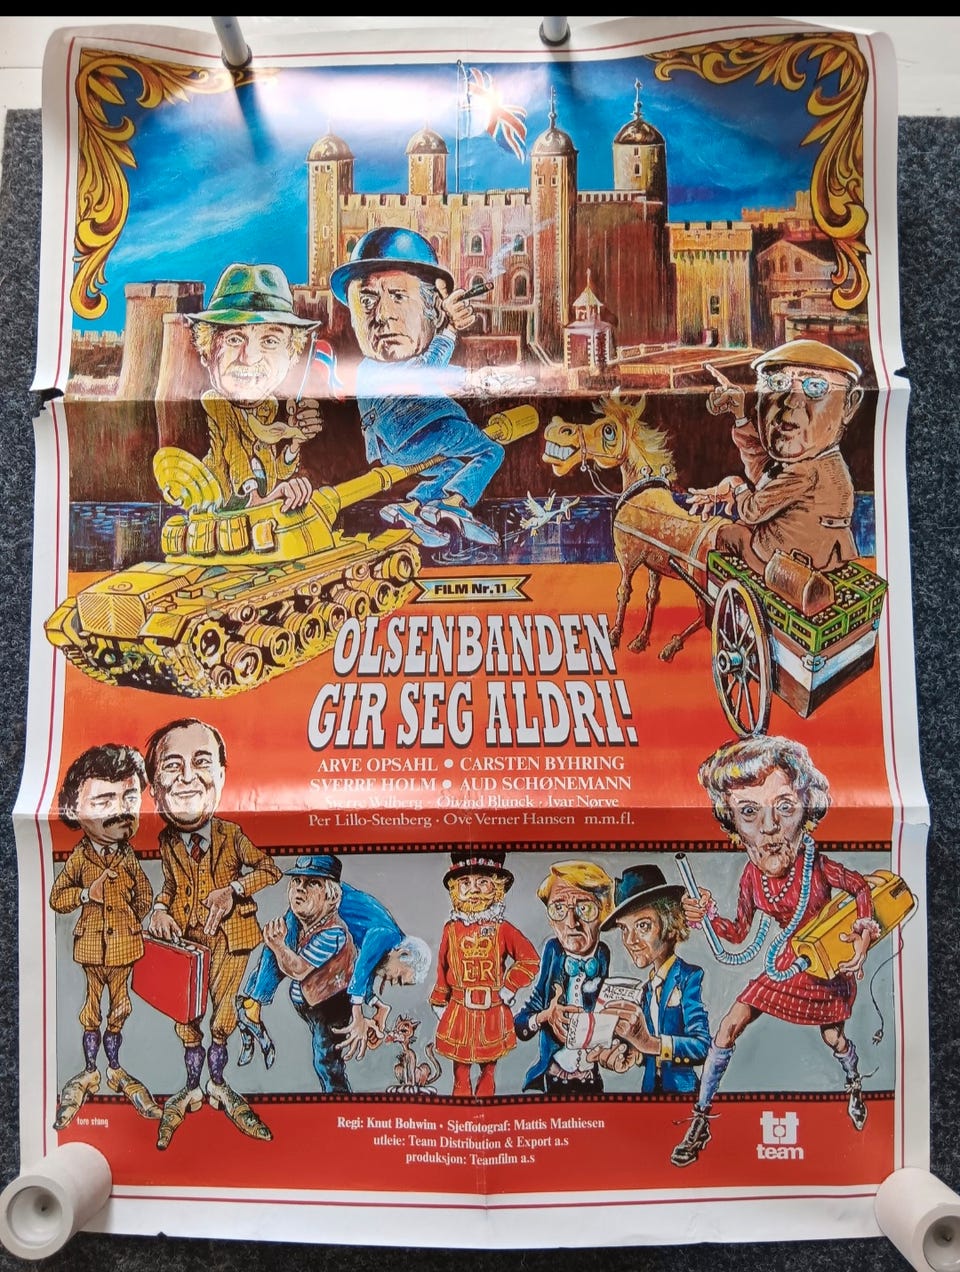 FILM Nr. 11
OLSENBANDEN
GIR SEG ALDRI!
ARVE OPSAHL • CARSTEN BYHRING
SVERRE HOLM • AUD SCHØNEMANN
Sverre Wilberg · Øivind Blunck · Ivar Nørve
Per Lillo-Stenberg · Ove Verner Hansen m.m.fl.
ER
Regi: Knut Bohwim · Sjeffotograf: Mattis Mathiesen
utleie: Team Distribution & Export a.s
produksjon: Teamfilm a.s
tore stang
team